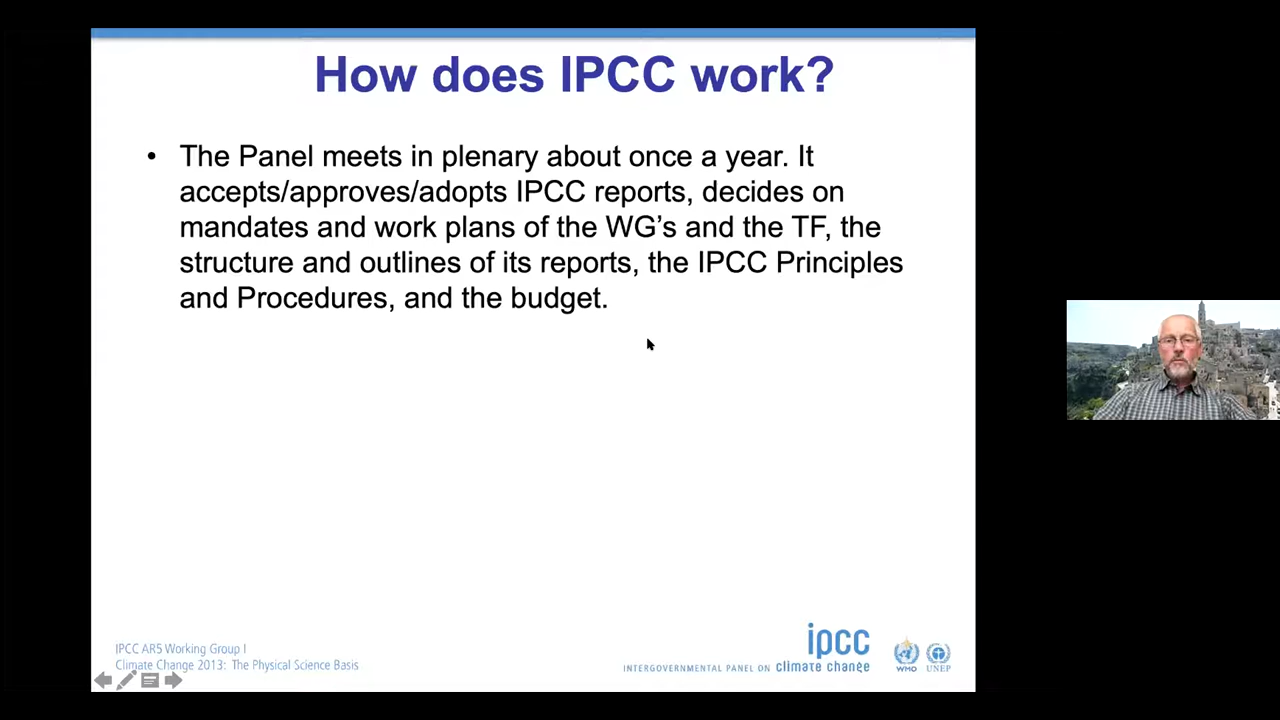 How does IPCC work?
• The Panel meets in plenary about once a year. It
accepts/approves/adopts IPCC reports, decides on
mandates and work plans of the WG’s and the TF, the
structure and outlines of its reports, the IPCC Principles
and Procedures, and the budget.
IPCC AR5 Working Group I
Climate Change 2013: The Physical Science Basis
ipcc
INTERGOVERNMENTAL PANEL ON climate change
WMO
UNEP